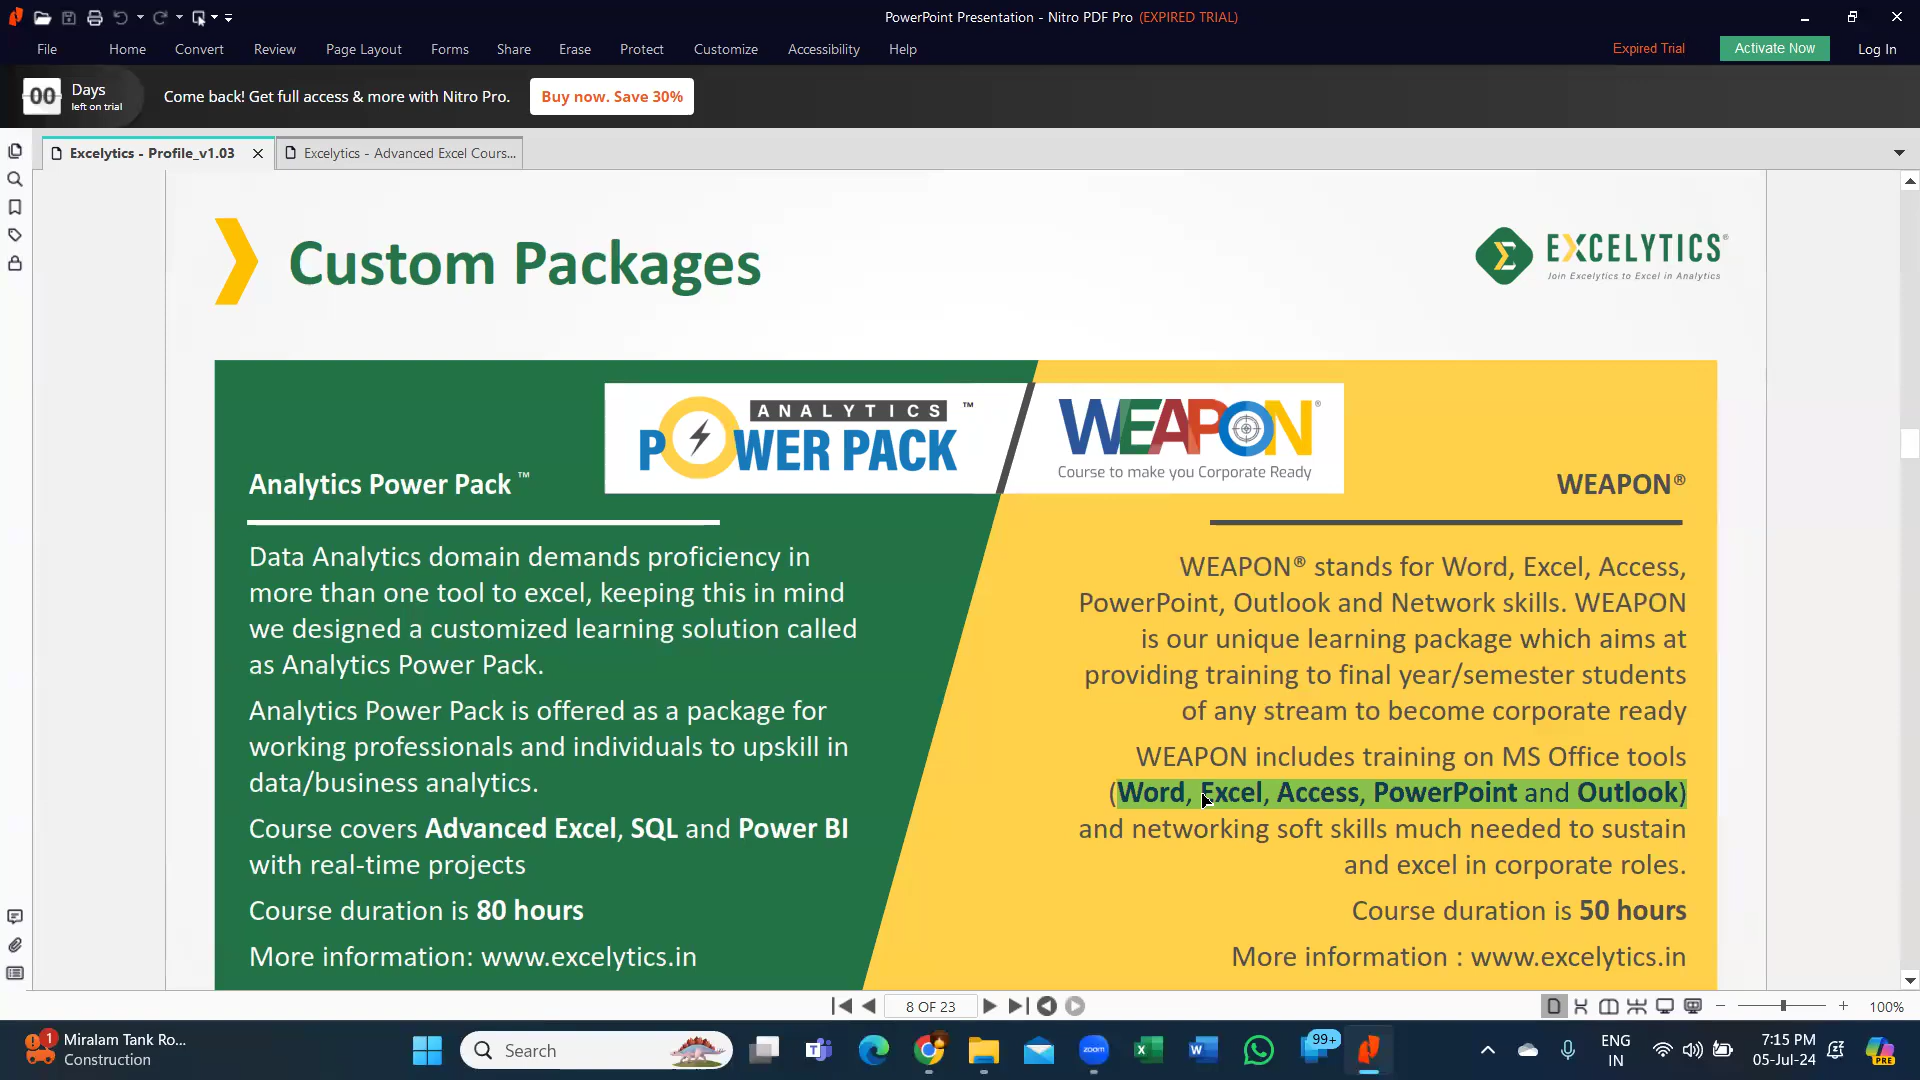 PowerPoint Presentation - Nitro PDF Pro (EXPIRED TRIAL)
File Home Convert Review Page Layout Forms Share Erase Protect Customize Accessibility Help Expired Trial Activate Now Log In
00 Days left on trial Come back! Get full access & more with Nitro Pro. Buy now. Save 30%
Excelytics - Profile_v1.03 Excelytics - Advanced Excel Cours...
Custom Packages
EXCELYTICS®
Join Excelytics to Excel in Analytics
ANALYTICS ™
POWER PACK
WEAPON®
Course to make you Corporate Ready
Analytics Power Pack™
Data Analytics domain demands proficiency in
more than one tool to excel, keeping this in mind
we designed a customized learning solution called
as Analytics Power Pack.
Analytics Power Pack is offered as a package for
working professionals and individuals to upskill in
data/business analytics.
Course covers Advanced Excel, SQL and Power BI
with real-time projects
Course duration is 80 hours
More information: www.excelytics.in
WEAPON®
WEAPON® stands for Word, Excel, Access,
PowerPoint, Outlook and Network skills. WEAPON
is our unique learning package which aims at
providing training to final year/semester students
of any stream to become corporate ready
WEAPON includes training on MS Office tools
(Word, Excel, Access, PowerPoint and Outlook)
and networking soft skills much needed to sustain
and excel in corporate roles.
Course duration is 50 hours
More information : www.excelytics.in
8 OF 23
100%
1
Miralam Tank Ro...
Construction
Search
zoom
99+
ENG
IN
7:15 PM
05-Jul-24
PRE